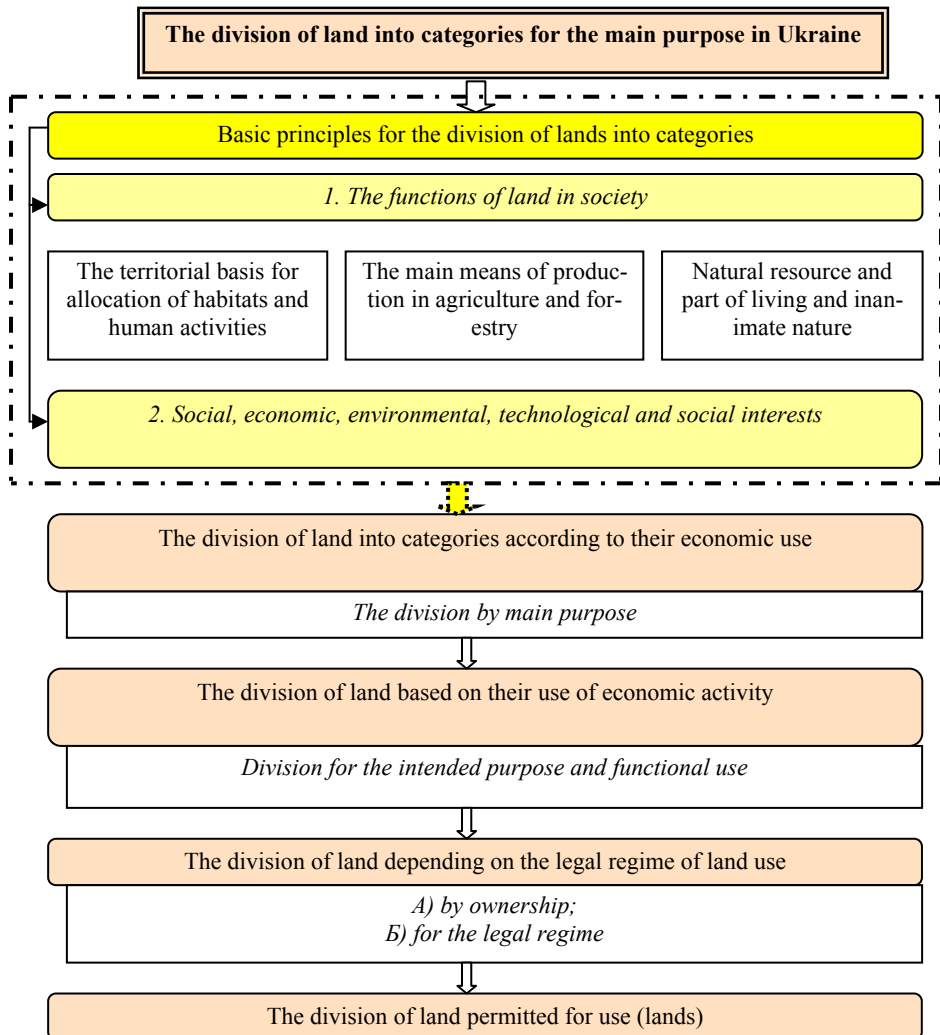 The division of land into categories for the main purpose in Ukraine
Basic principles for the division of lands into categories
1. The functions of land in society
The territorial basis for
allocation of habitats and
human activities
The main means of produc-
tion in agriculture and for-
estry
Natural resource and
part of living and inan-
imate nature
2. Social, economic, environmental, technological and social interests
The division of land into categories according to their economic use
The division by main purpose
The division of land based on their use of economic activity
Division for the intended purpose and functional use
The division of land depending on the legal regime of land use
А) by ownership;
Б) for the legal regime
The division of land permitted for use (lands)